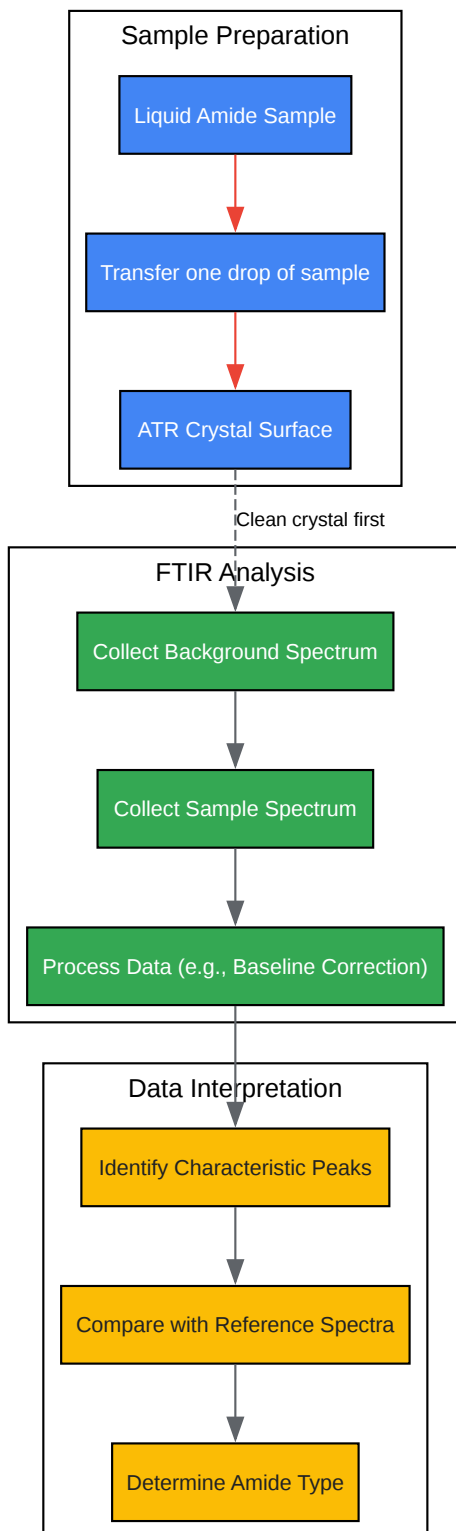 Sample Preparation
Liquid Amide Sample
Transfer one drop of sample
ATR Crystal Surface
Clean crystal first
FTIR Analysis
Collect Background Spectrum
Collect Sample Spectrum
Process Data (e.g., Baseline Correction)
Data Interpretation
Identify Characteristic Peaks
Compare with Reference Spectra
Determine Amide Type